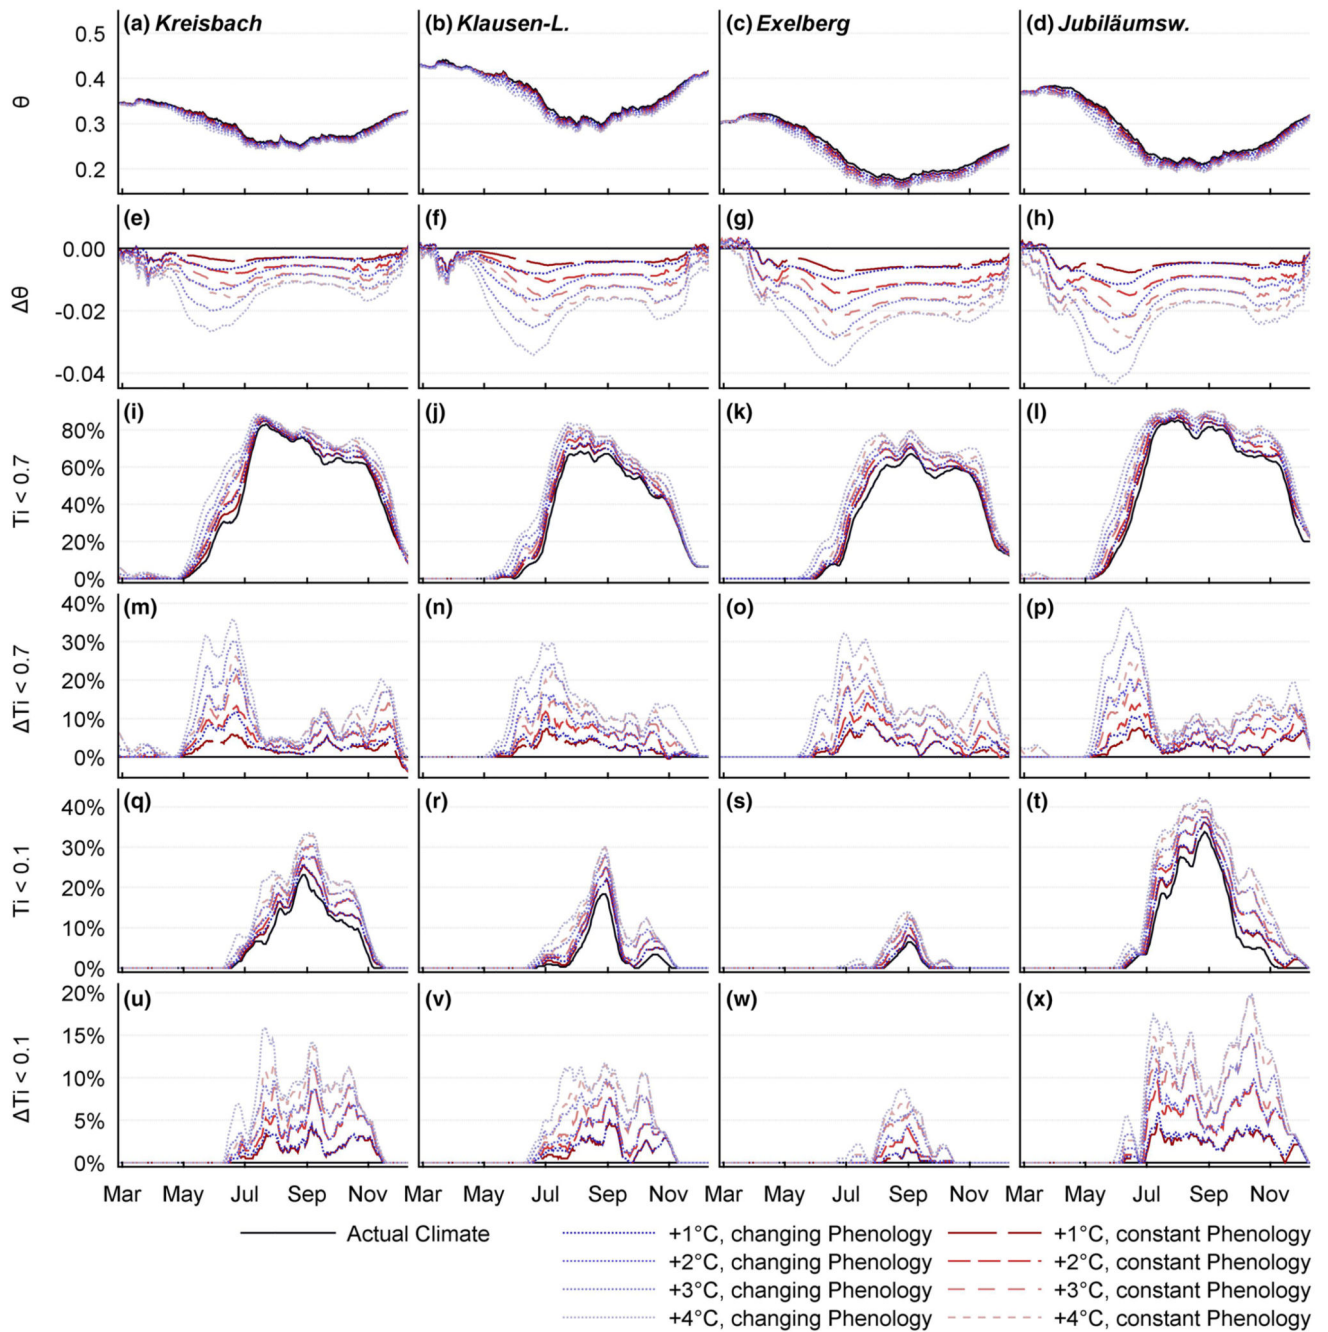 (a) Kreisbach (b) Klausen-L. (c) Exelberg (d) Jubiläumsw.
θ
0.5
0.4
0.3
0.2
(e) (f) (g) (h)
Δθ
0.00
-0.02
-0.04
(i) (j) (k) (l)
Ti < 0.7
80%
60%
40%
20%
0%
(m) (n) (o) (p)
ΔTi < 0.7
40%
30%
20%
10%
0%
(q) (r) (s) (t)
Ti < 0.1
40%
30%
20%
10%
0%
(u) (v) (w) (x)
ΔTi < 0.1
20%
15%
10%
5%
0%
Mar May Jul Sep Nov Mar May Jul Sep Nov Mar May Jul Sep Nov Mar May Jul Sep Nov
Actual Climate +1°C, changing Phenology +1°C, constant Phenology
+2°C, changing Phenology +2°C, constant Phenology
+3°C, changing Phenology +3°C, constant Phenology
+4°C, changing Phenology +4°C, constant Phenology